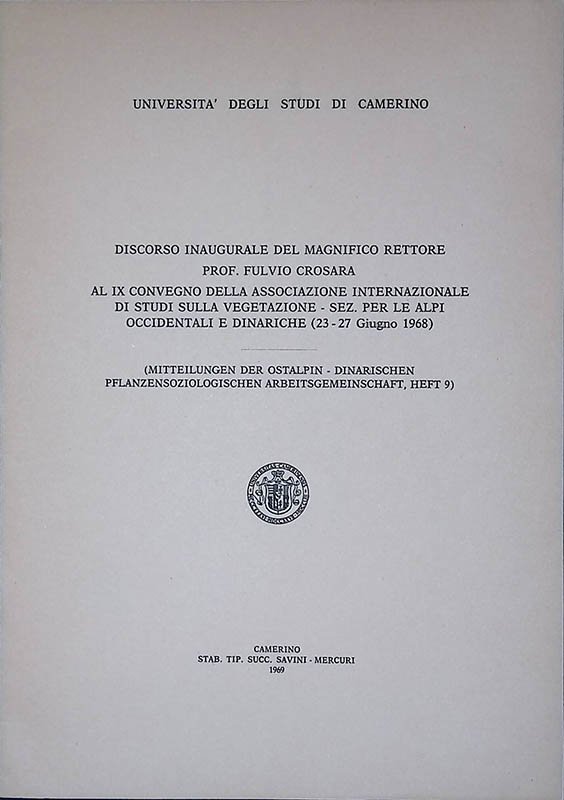 UNIVERSITA' DEGLI STUDI DI CAMERINO
DISCORSO INAUGURALE DEL MAGNIFICO RETTORE
PROF. FULVIO CROSARA
AL IX CONVEGNO DELLA ASSOCIAZIONE INTERNAZIONALE
DI STUDI SULLA VEGETAZIONE - SEZ. PER LE ALPI
OCCIDENTALI E DINARICHE (23-27 Giugno 1968)
(MITTEILUNGEN DER OSTALPIN - DINARISCHEN
PFLANZENSOZIOLOGISCHEN ARBEITSGEMEINSCHAFT, HEFT 9)
CAMERINO
STAB. TIP. SUCC. SAVINI - MERCURI
1969